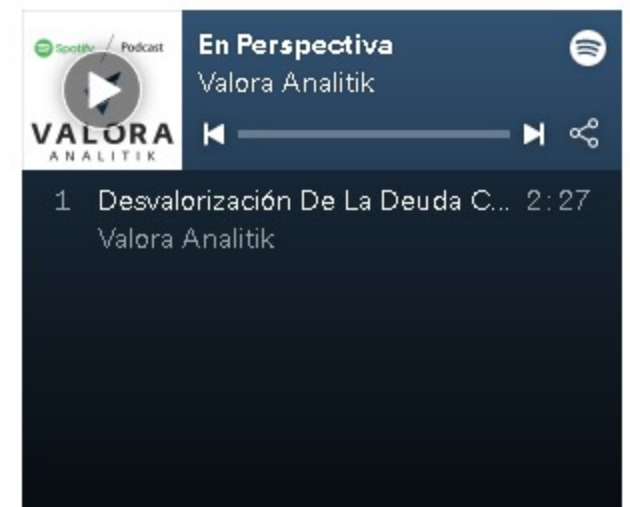 Spotify / Podcast
VALORA
ANALITIK
En Perspectiva
Valora Analitik
1 Desvalorización De La Deuda C... 2:27
Valora Analitik